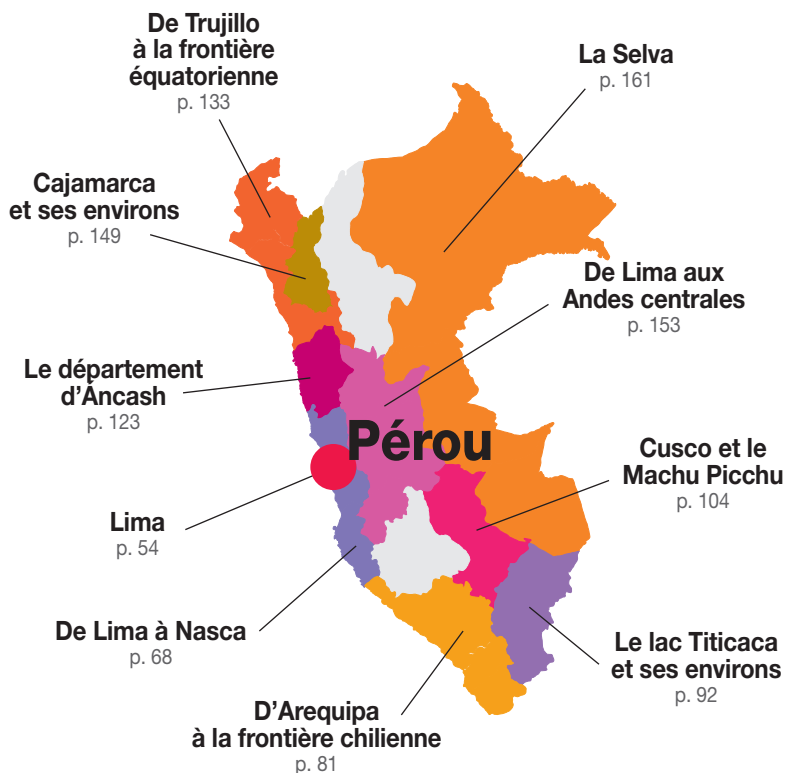 De Trujillo
à la frontière
équatorienne
p. 133
La Selva
p. 161
Cajamarca
et ses environs
p. 149
De Lima aux
Andes centrales
p. 153
Le département
d'Áncash
p. 123
Pérou
Cusco et le
Machu Picchu
p. 104
Lima
p. 54
De Lima à Nasca
p. 68
Le lac Titicaca
et ses environs
p. 92
D'Arequipa
à la frontière chilienne
p. 81